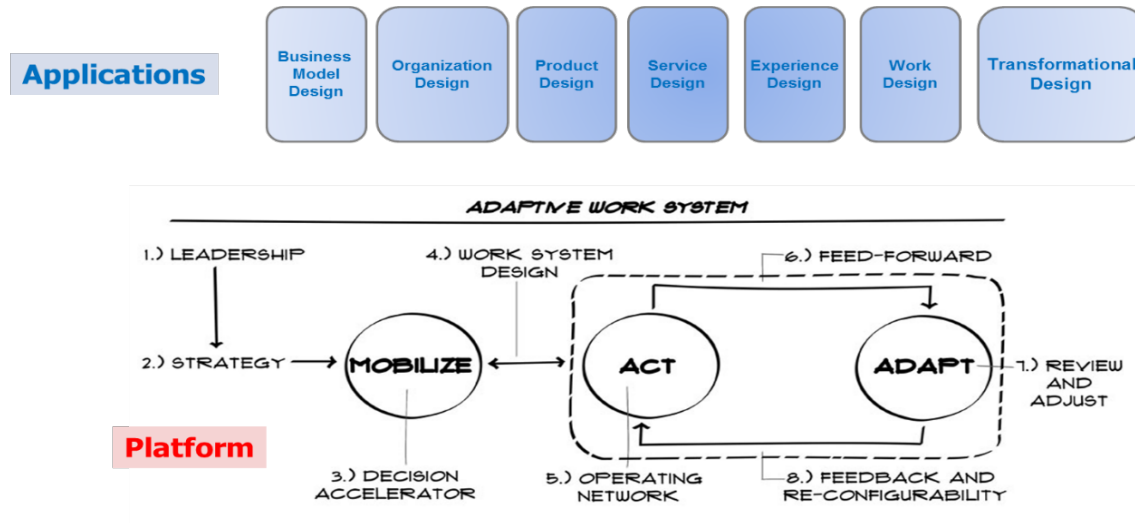 Applications
Business
Model
Design
Organization
Design
Product
Design
Service
Design
Experience
Design
Work
Design
Transformational
Design
ADAPTIVE WORK SYSTEM
1.) LEADERSHIP
4.) WORK SYSTEM
DESIGN
6.) FEED-FORWARD
2.) STRATEGY
MOBILIZE
ACT
ADAPT
7.) REVIEW
AND
ADJUST
Platform
3.) DECISION
ACCELERATOR
5.) OPERATING
NETWORK
8.) FEEDBACK AND
RE-CONFIGURABILITY